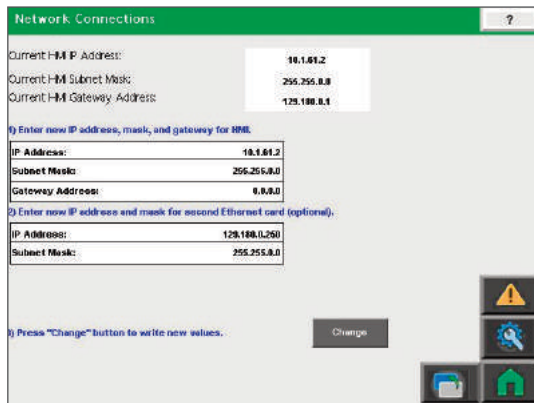 Network Connections
?
Current HMI IP Address: 10.1.61.2
Current HMI Subnet Mask: 255.255.0.0
Current HMI Gateway Address: 129.180.0.1
1) Enter new IP address, mask, and gateway for HMI.
IP Address: 10.1.61.2
Subnet Mask: 255.255.0.0
Gateway Address: 0.0.0.0
2) Enter new IP address and mask for second Ethernet card (optional).
IP Address: 129.180.0.250
Subnet Mask: 255.255.0.0
3) Press "Change" button to write new values.
Change